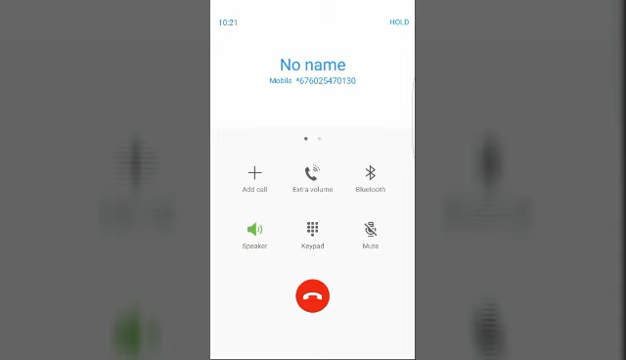 10:21 HOLD
No name
Mobile *676025470130
Add call Extra volume Bluetooth
Speaker Keypad Mute